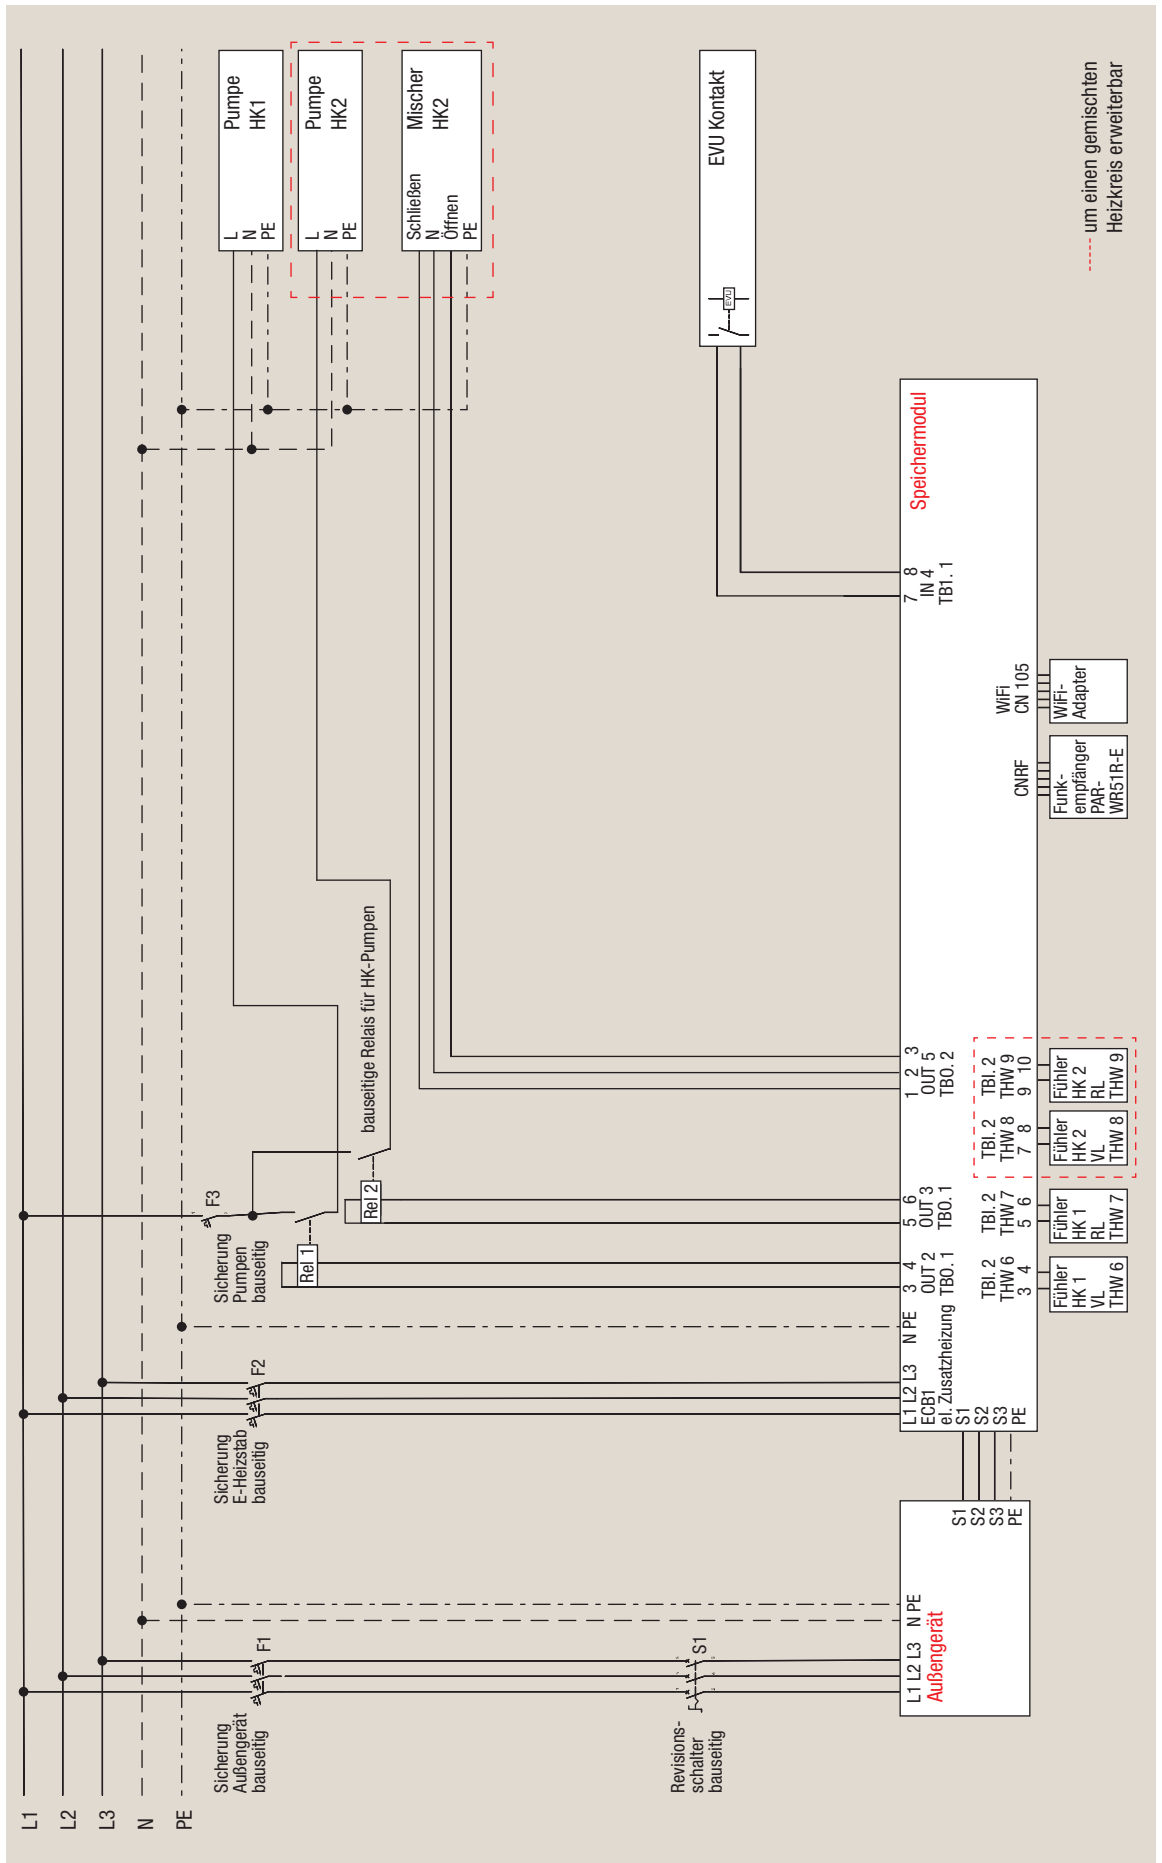 L1
L2
L3
N
PE
Sicherung
Außengerät
bauseitig
F1
Sicherung
E-Heizstab
bauseitig
F2
Sicherung
Pumpen
bauseitig
F3
Rel 1
Rel 2
bauseitige Relais für HK-Pumpen
L
N
PE
Pumpe
HK1
L
N
PE
Pumpe
HK2
Schließen
N
Öffnen
PE
Mischer
HK2
EVU Kontakt
EVU
Revisions-
schalter
bauseitig
S1
L1 L2 L3 N PE
Außengerät
S1
S2
S3
PE
L1 L2 L3 N PE
ECB1
el. Zusatzheizung
S1
S2
S3
PE
3 4
OUT 2
TBO. 1
5 6
OUT 3
TBO. 1
1 2 3
OUT 5
TBO. 2
7 8
IN 4
TB1. 1
Speichermodul
TBI. 2
THW 6
3 4
TBI. 2
THW 7
5 6
TBI. 2
THW 8
7 8
TBI. 2
THW 9
9 10
CNRF
WiFi
CN 105
Fühler
HK 1
VL
THW 6
Fühler
HK 1
RL
THW 7
Fühler
HK 2
VL
THW 8
Fühler
HK 2
RL
THW 9
Funk-
empfänger
PAR-
WR51R-E
WiFi-
Adapter
um einen gemischten
Heizkreis erweiterbar